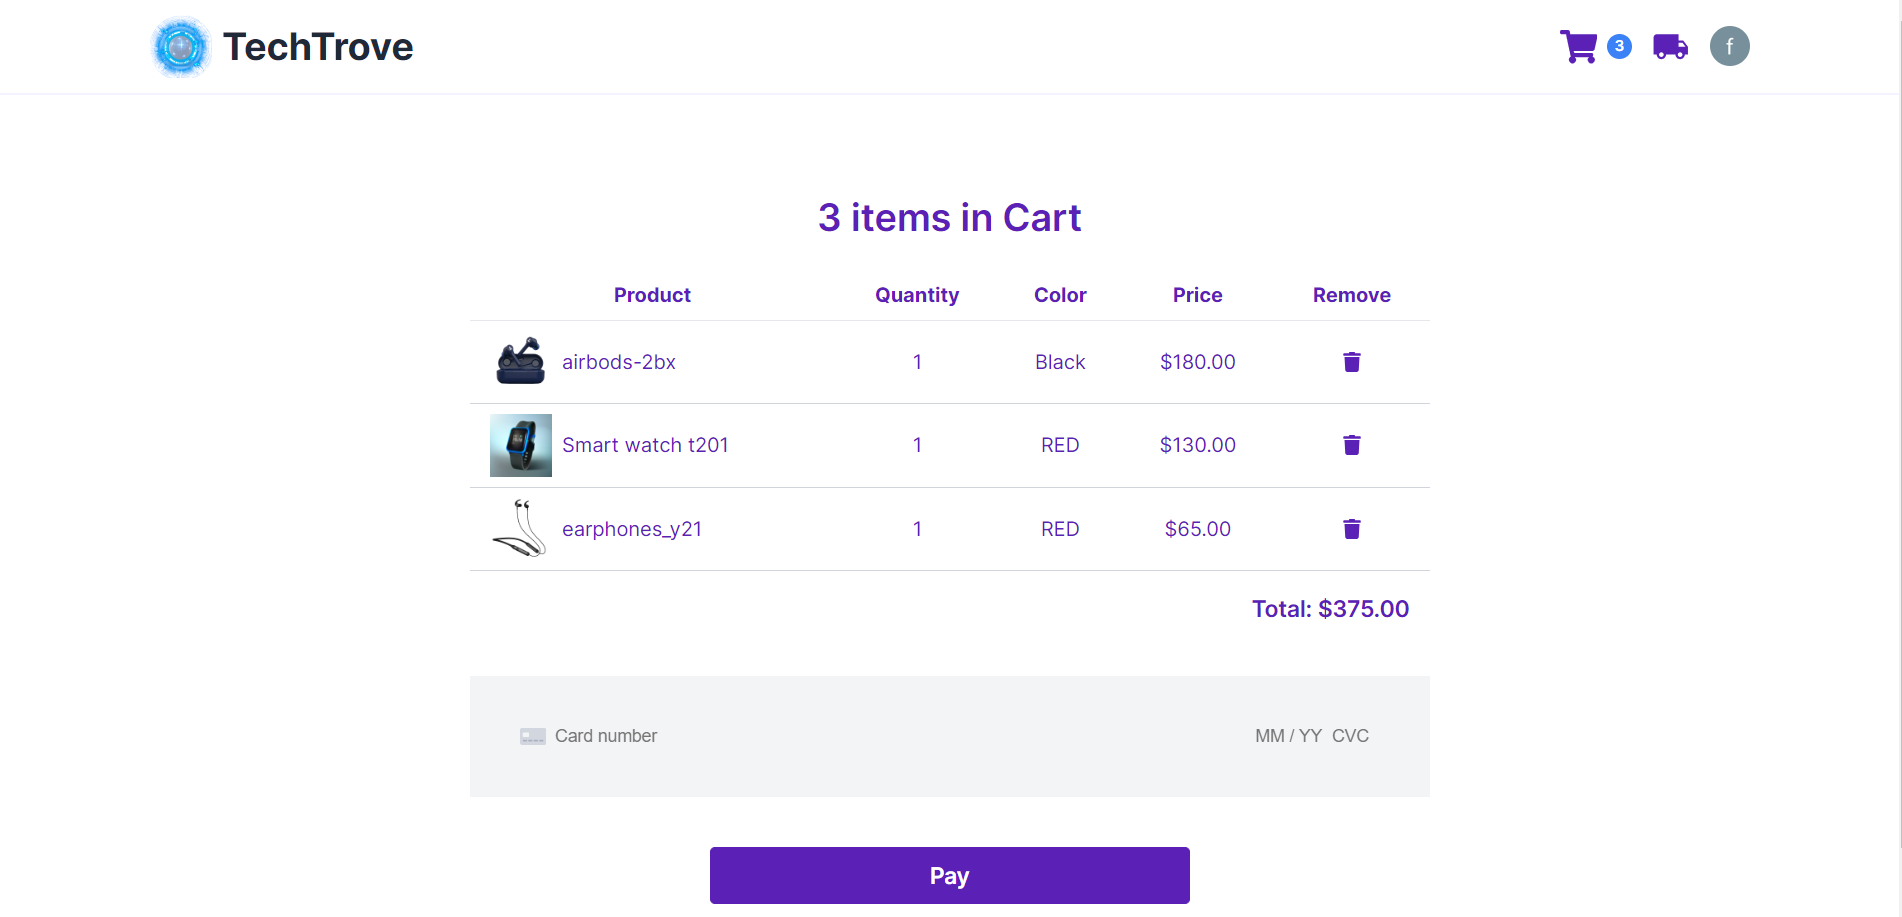 TechTrove
3
f
3 items in Cart
Product Quantity Color Price Remove
airbods-2bx 1 Black $180.00
Smart watch t201 1 RED $130.00
earphones_y21 1 RED $65.00
Total: $375.00
Card number MM / YY CVC
Pay